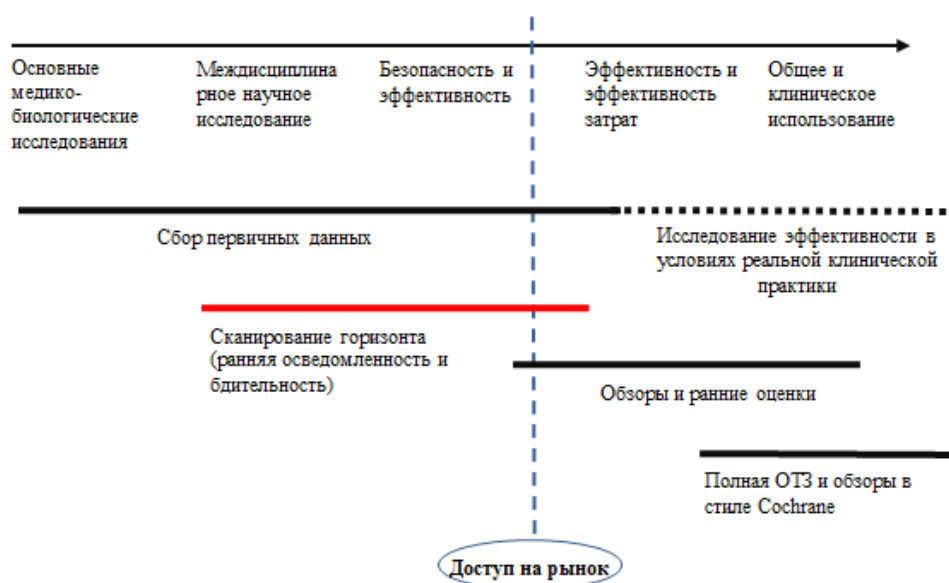 Основные
медико-
биологические
исследования
Междисциплина
рное научное
исследование
Безопасность и
эффективность
Эффективность и
эффективность
затрат
Общее и
клиническое
использование
Сбор первичных данных
Исследование эффективности в
условиях реальной клинической
практики
Сканирование горизонта
(ранняя осведомленность и
бдительность)
Обзоры и ранние оценки
Полная ОТЗ и обзоры в
стиле Cochrane
Доступ на рынок